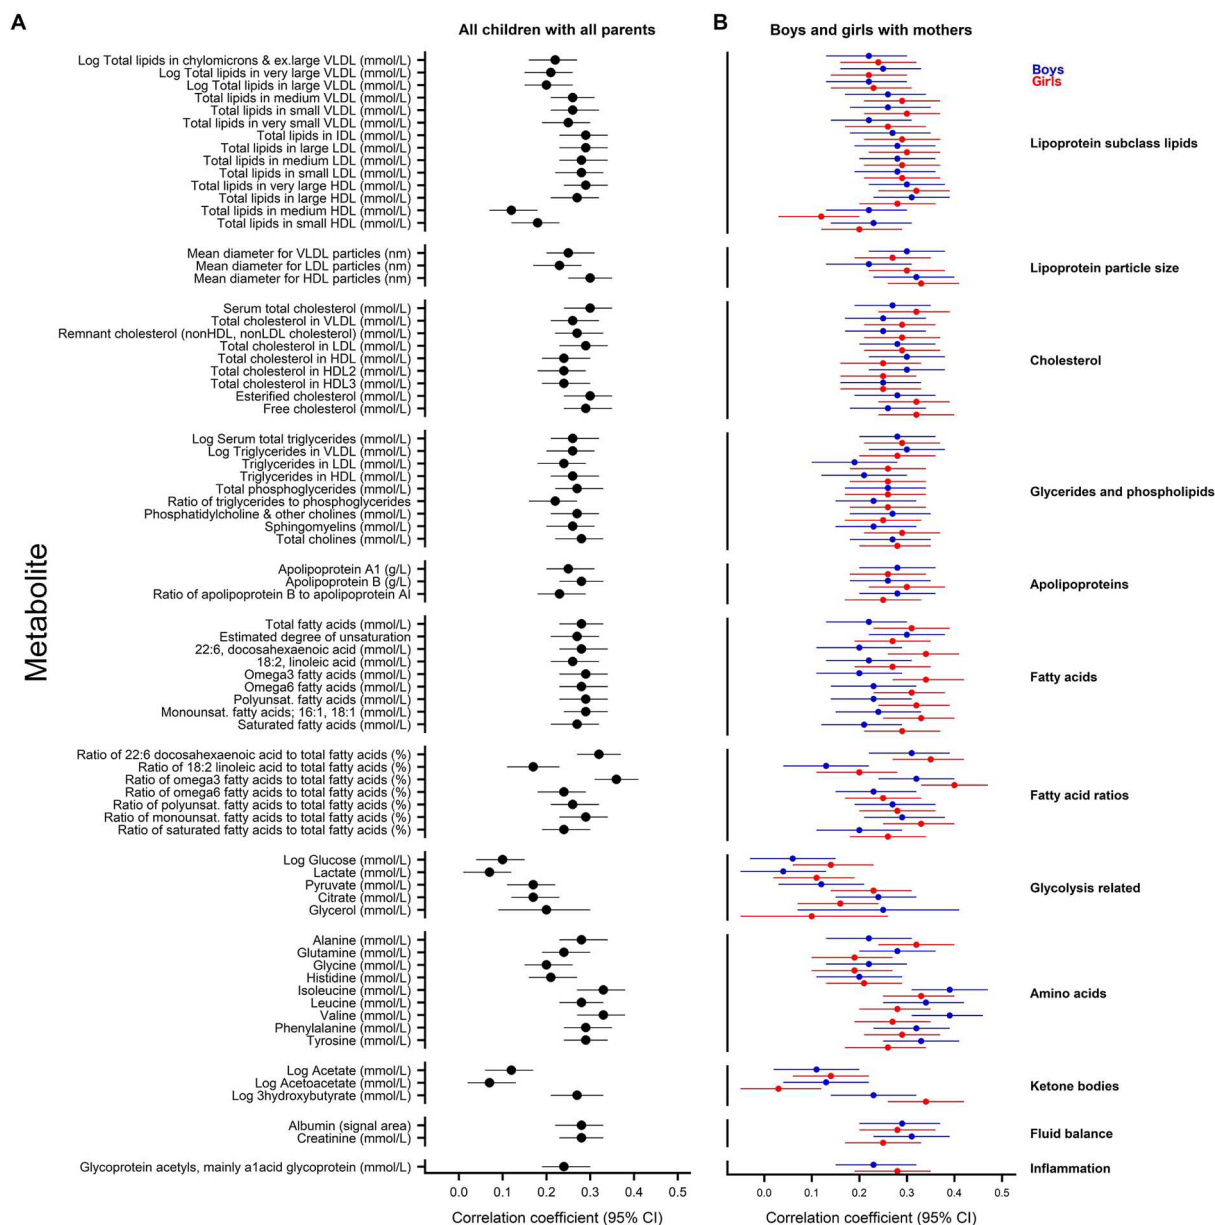 A
B
All children with all parents
Boys and girls with mothers
Metabolite
Log Total lipids in chylomicrons & ex.large VLDL (mmol/L)
Log Total lipids in very large VLDL (mmol/L)
Log Total lipids in large VLDL (mmol/L)
Total lipids in medium VLDL (mmol/L)
Total lipids in small VLDL (mmol/L)
Total lipids in very small VLDL (mmol/L)
Total lipids in IDL (mmol/L)
Total lipids in large LDL (mmol/L)
Total lipids in medium LDL (mmol/L)
Total lipids in small LDL (mmol/L)
Total lipids in very large HDL (mmol/L)
Total lipids in large HDL (mmol/L)
Total lipids in medium HDL (mmol/L)
Total lipids in small HDL (mmol/L)
Boys
Girls
Lipoprotein subclass lipids
Mean diameter for VLDL particles (nm)
Mean diameter for LDL particles (nm)
Mean diameter for HDL particles (nm)
Lipoprotein particle size
Serum total cholesterol (mmol/L)
Total cholesterol in VLDL (mmol/L)
Remnant cholesterol (nonHDL, nonLDL cholesterol) (mmol/L)
Total cholesterol in LDL (mmol/L)
Total cholesterol in HDL (mmol/L)
Total cholesterol in HDL2 (mmol/L)
Total cholesterol in HDL3 (mmol/L)
Esterified cholesterol (mmol/L)
Free cholesterol (mmol/L)
Cholesterol
Log Serum total triglycerides (mmol/L)
Log Triglycerides in VLDL (mmol/L)
Triglycerides in LDL (mmol/L)
Triglycerides in HDL (mmol/L)
Total phosphoglycerides (mmol/L)
Ratio of triglycerides to phosphoglycerides
Phosphatidylcholine & other cholines (mmol/L)
Sphingomyelins (mmol/L)
Total cholines (mmol/L)
Glycerides and phospholipids
Apolipoprotein A1 (g/L)
Apolipoprotein B (g/L)
Ratio of apolipoprotein B to apolipoprotein AI
Apolipoproteins
Total fatty acids (mmol/L)
Estimated degree of unsaturation
22:6, docosahexaenoic acid (mmol/L)
18:2, linoleic acid (mmol/L)
Omega3 fatty acids (mmol/L)
Omega6 fatty acids (mmol/L)
Polyunsat. fatty acids (mmol/L)
Monounsat. fatty acids; 16:1, 18:1 (mmol/L)
Saturated fatty acids (mmol/L)
Fatty acids
Ratio of 22:6 docosahexaenoic acid to total fatty acids (%)
Ratio of 18:2 linoleic acid to total fatty acids (%)
Ratio of omega3 fatty acids to total fatty acids (%)
Ratio of omega6 fatty acids to total fatty acids (%)
Ratio of polyunsat. fatty acids to total fatty acids (%)
Ratio of monounsat. fatty acids to total fatty acids (%)
Ratio of saturated fatty acids to total fatty acids (%)
Fatty acid ratios
Log Glucose (mmol/L)
Lactate (mmol/L)
Pyruvate (mmol/L)
Citrate (mmol/L)
Glycerol (mmol/L)
Glycolysis related
Alanine (mmol/L)
Glutamine (mmol/L)
Glycine (mmol/L)
Histidine (mmol/L)
Isoleucine (mmol/L)
Leucine (mmol/L)
Valine (mmol/L)
Phenylalanine (mmol/L)
Tyrosine (mmol/L)
Amino acids
Log Acetate (mmol/L)
Log Acetoacetate (mmol/L)
Log 3hydroxybutyrate (mmol/L)
Ketone bodies
Albumin (signal area)
Creatinine (mmol/L)
Fluid balance
Glycoprotein acetyls, mainly a1acid glycoprotein (mmol/L)
Inflammation
0.0 0.1 0.2 0.3 0.4 0.5
0.0 0.1 0.2 0.3 0.4 0.5
Correlation coefficient (95% CI)
Correlation coefficient (95% CI)